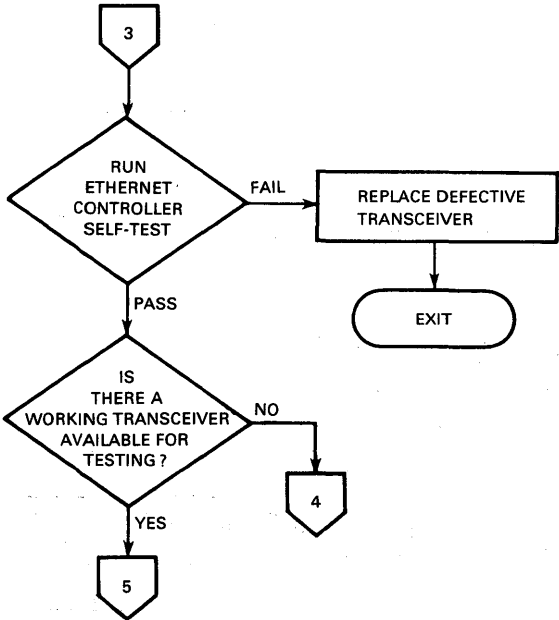 3
RUN
ETHERNET
CONTROLLER
SELF-TEST
FAIL
REPLACE DEFECTIVE
TRANSCEIVER
EXIT
PASS
IS
THERE A
WORKING TRANSCEIVER
AVAILABLE FOR
TESTING?
NO
4
YES
5